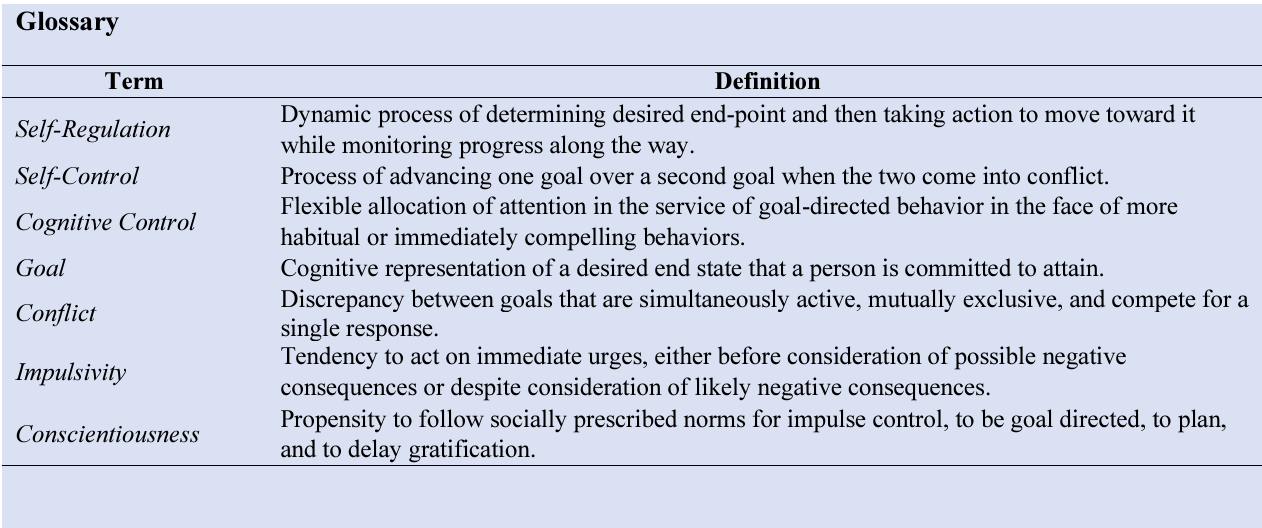 Glossary
Term Definition
Self-Regulation Dynamic process of determining desired end-point and then taking action to move toward it
while monitoring progress along the way.
Self-Control Process of advancing one goal over a second goal when the two come into conflict.
Cognitive Control Flexible allocation of attention in the service of goal-directed behavior in the face of more
habitual or immediately compelling behaviors.
Goal Cognitive representation of a desired end state that a person is committed to attain.
Conflict Discrepancy between goals that are simultaneously active, mutually exclusive, and compete for a
single response.
Impulsivity Tendency to act on immediate urges, either before consideration of possible negative
consequences or despite consideration of likely negative consequences.
Conscientiousness Propensity to follow socially prescribed norms for impulse control, to be goal directed, to plan,
and to delay gratification.